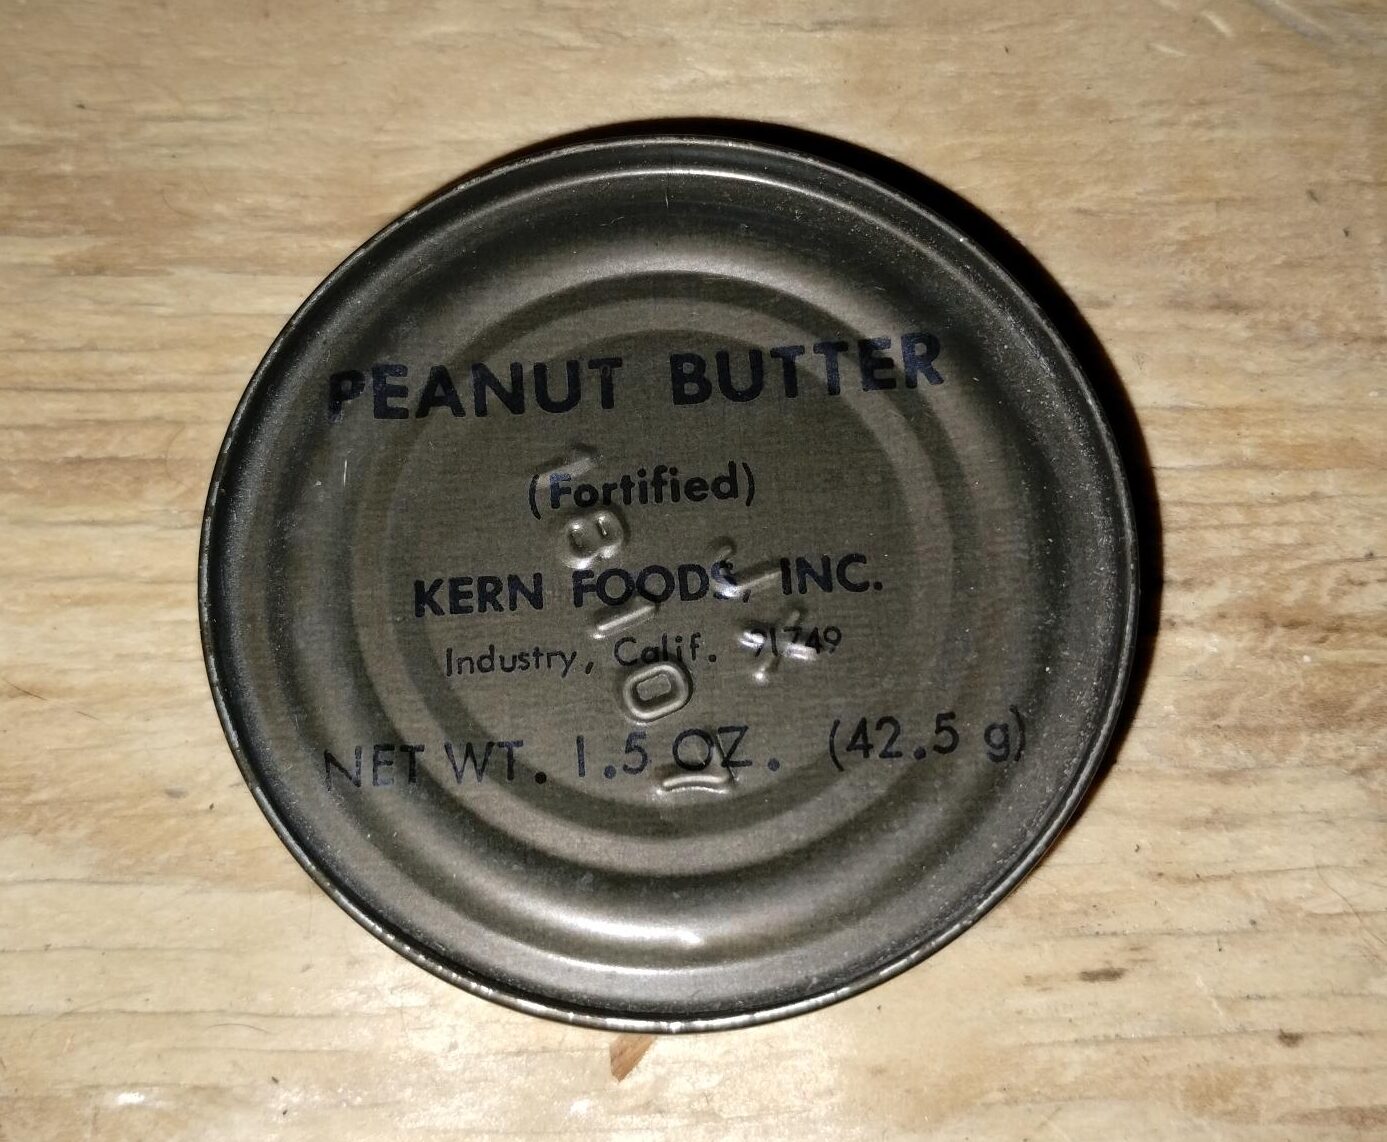 PEANUT BUTTER
(Fortified)
KERN FOODS, INC.
Industry, Calif. 91749
NET WT. 1.5 OZ. (42.5 g)